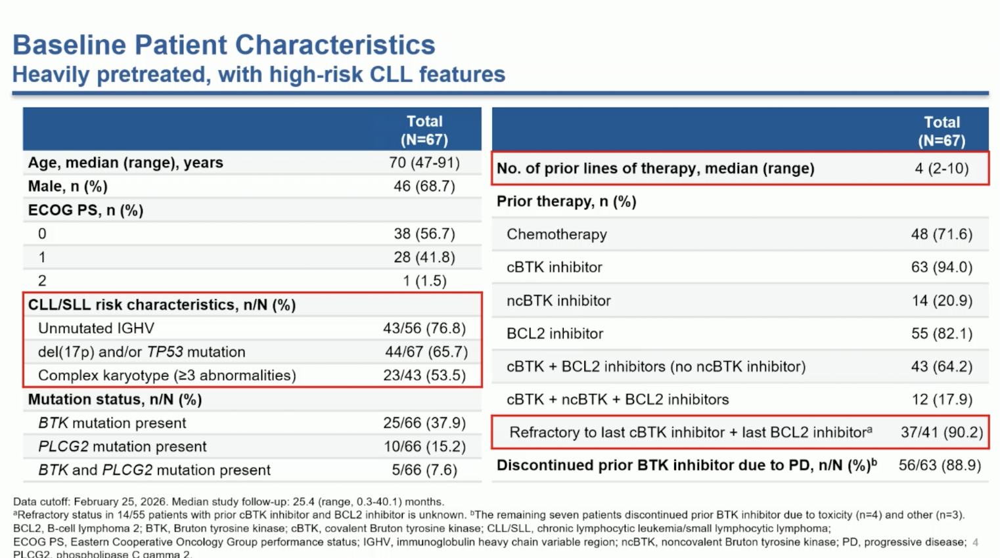 Baseline Patient Characteristics
Heavily pretreated, with high-risk CLL features
Total
(N=67)
Age, median (range), years 70 (47-91)
Male, n (%) 46 (68.7)
ECOG PS, n (%)
0 38 (56.7)
1 28 (41.8)
2 1 (1.5)
CLL/SLL risk characteristics, n/N (%)
Unmutated IGHV 43/56 (76.8)
del(17p) and/or TP53 mutation 44/67 (65.7)
Complex karyotype (≥3 abnormalities) 23/43 (53.5)
Mutation status, n/N (%)
BTK mutation present 25/66 (37.9)
PLCG2 mutation present 10/66 (15.2)
BTK and PLCG2 mutation present 5/66 (7.6)
Total
(N=67)
No. of prior lines of therapy, median (range) 4 (2-10)
Prior therapy, n (%)
Chemotherapy 48 (71.6)
cBTK inhibitor 63 (94.0)
ncBTK inhibitor 14 (20.9)
BCL2 inhibitor 55 (82.1)
cBTK + BCL2 inhibitors (no ncBTK inhibitor) 43 (64.2)
cBTK + ncBTK + BCL2 inhibitors 12 (17.9)
Refractory to last cBTK inhibitor + last BCL2 inhibitorᵃ 37/41 (90.2)
Discontinued prior BTK inhibitor due to PD, n/N (%)ᵇ 56/63 (88.9)
Data cutoff: February 25, 2026. Median study follow-up: 25.4 (range, 0.3-40.1) months.
ᵃRefractory status in 14/55 patients with prior cBTK inhibitor and BCL2 inhibitor is unknown. ᵇThe remaining seven patients discontinued prior BTK inhibitor due to toxicity (n=4) and other (n=3).
BCL2, B-cell lymphoma 2; BTK, Bruton tyrosine kinase; cBTK, covalent Bruton tyrosine kinase; CLL/SLL, chronic lymphocytic leukemia/small lymphocytic lymphoma;
ECOG PS, Eastern Cooperative Oncology Group performance status; IGHV, immunoglobulin heavy chain variable region; ncBTK, noncovalent Bruton tyrosine kinase; PD, progressive disease; 4
PLCG2, phospholipase C gamma 2.